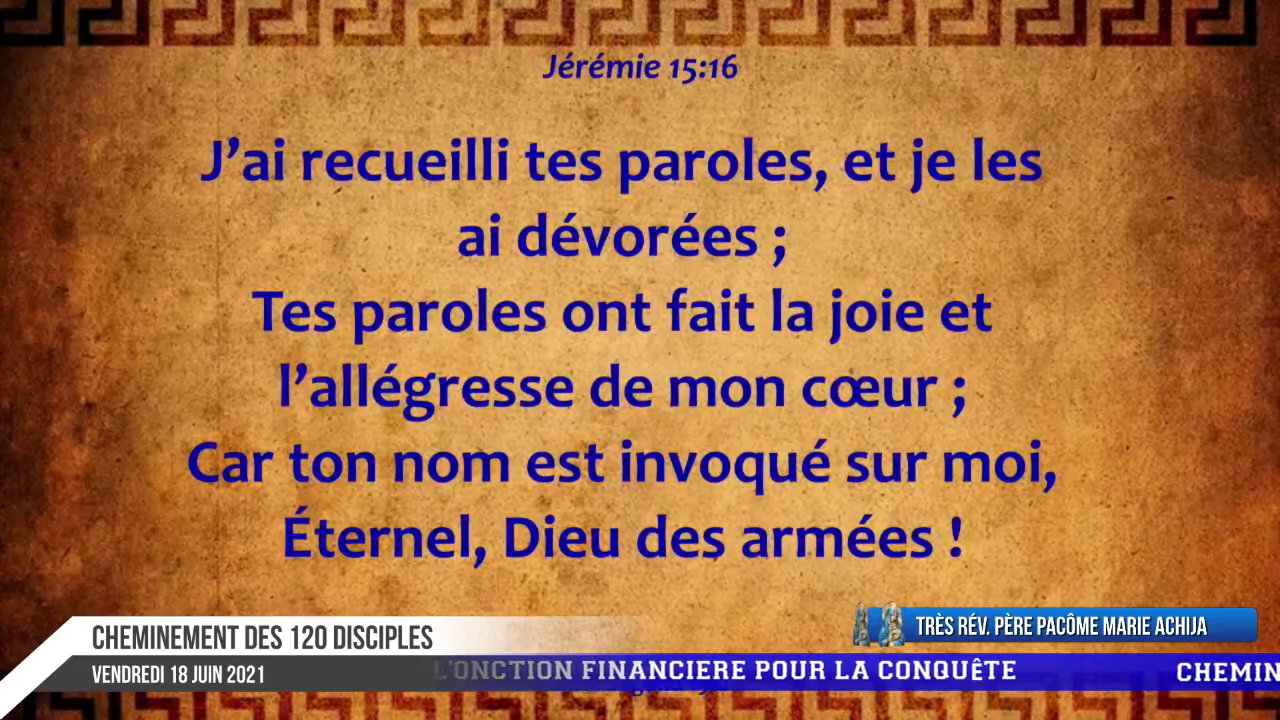 Jérémie 15:16
J’ai recueilli tes paroles, et je les
ai dévorées ;
Tes paroles ont fait la joie et
l’allégresse de mon cœur ;
Car ton nom est invoqué sur moi,
Éternel, Dieu des armées !
CHEMINEMENT DES 120 DISCIPLES
TRÈS RÉV. PÈRE PACÔME MARIE ACHIJA
VENDREDI 18 JUIN 2021
L'ONCTION FINANCIERE POUR LA CONQUÊTE CHEMIN